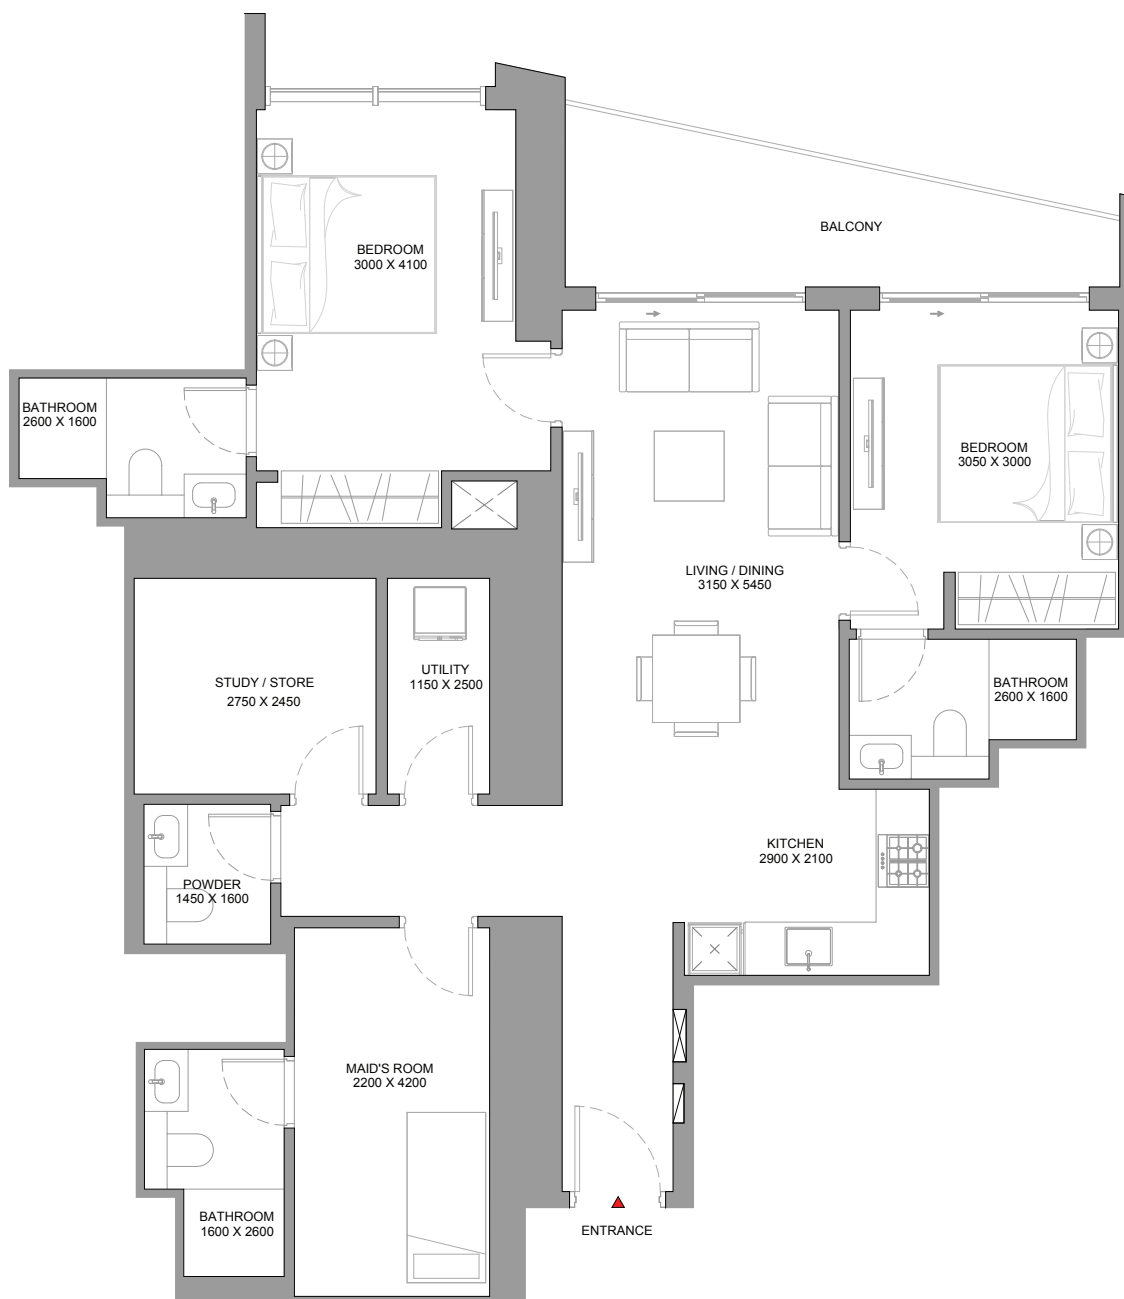 BALCONY
BEDROOM
3000 X 4100
BATHROOM
2600 X 1600
BEDROOM
3050 X 3000
LIVING / DINING
3150 X 5450
STUDY / STORE
2750 X 2450
UTILITY
1150 X 2500
BATHROOM
2600 X 1600
KITCHEN
2900 X 2100
POWDER
1450 X 1600
MAID'S ROOM
2200 X 4200
BATHROOM
1600 X 2600
ENTRANCE